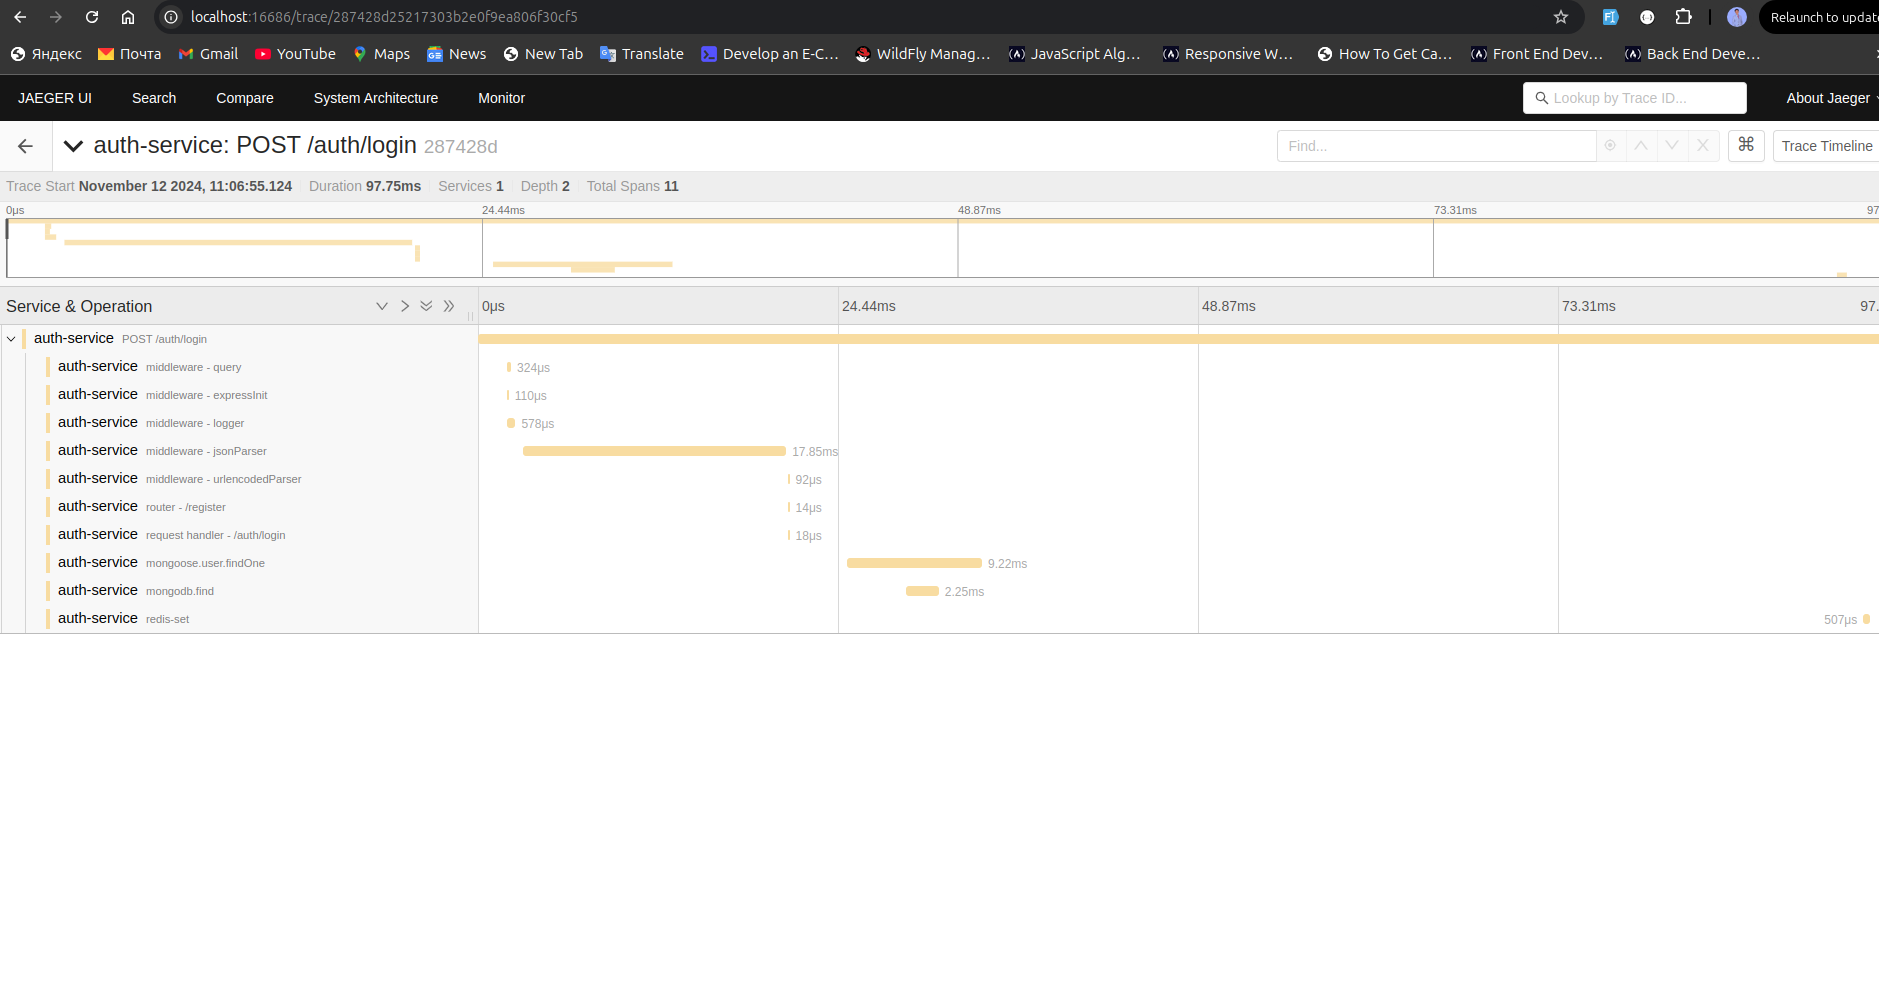 localhost:16686/trace/287428d25217303b2e0f9ea806f30cf5
Relaunch to update
Яндекс Почта Gmail YouTube Maps News New Tab Translate Develop an E-C... WildFly Manag... JavaScript Alg... Responsive W... How To Get Ca... Front End Dev... Back End Deve...
JAEGER UI Search Compare System Architecture Monitor Lookup by Trace ID... About Jaeger
auth-service: POST /auth/login 287428d Find... Trace Timeline
Trace Start November 12 2024, 11:06:55.124 Duration 97.75ms Services 1 Depth 2 Total Spans 11
0μs 24.44ms 48.87ms 73.31ms 97
Service & Operation 0μs 24.44ms 48.87ms 73.31ms 97.
auth-service POST /auth/login
auth-service middleware - query 324μs
auth-service middleware - expressInit 110μs
auth-service middleware - logger 578μs
auth-service middleware - jsonParser 17.85ms
auth-service middleware - urlencodedParser 92μs
auth-service router - /register 14μs
auth-service request handler - /auth/login 18μs
auth-service mongoose.user.findOne 9.22ms
auth-service mongodb.find 2.25ms
auth-service redis-set 507μs